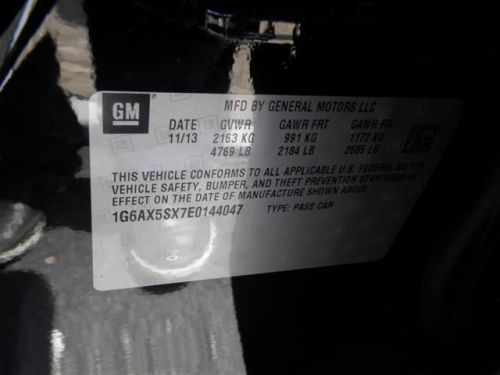 GM
MFD BY GENERAL MOTORS LLC
DATE GVWR GAWR FRT GAWR RR
11/13 2163 KG 991 KG 1172 KG
4769 LB 2184 LB 2585 LB
THIS VEHICLE CONFORMS TO ALL APPLICABLE U.S. FEDERAL MOTOR
VEHICLE SAFETY, BUMPER, AND THEFT PREVENTION STANDARDS IN
EFFECT ON THE DATE OF MANUFACTURE SHOWN ABOVE.
1G6AX5SX7E0144047 TYPE: PASS CAR